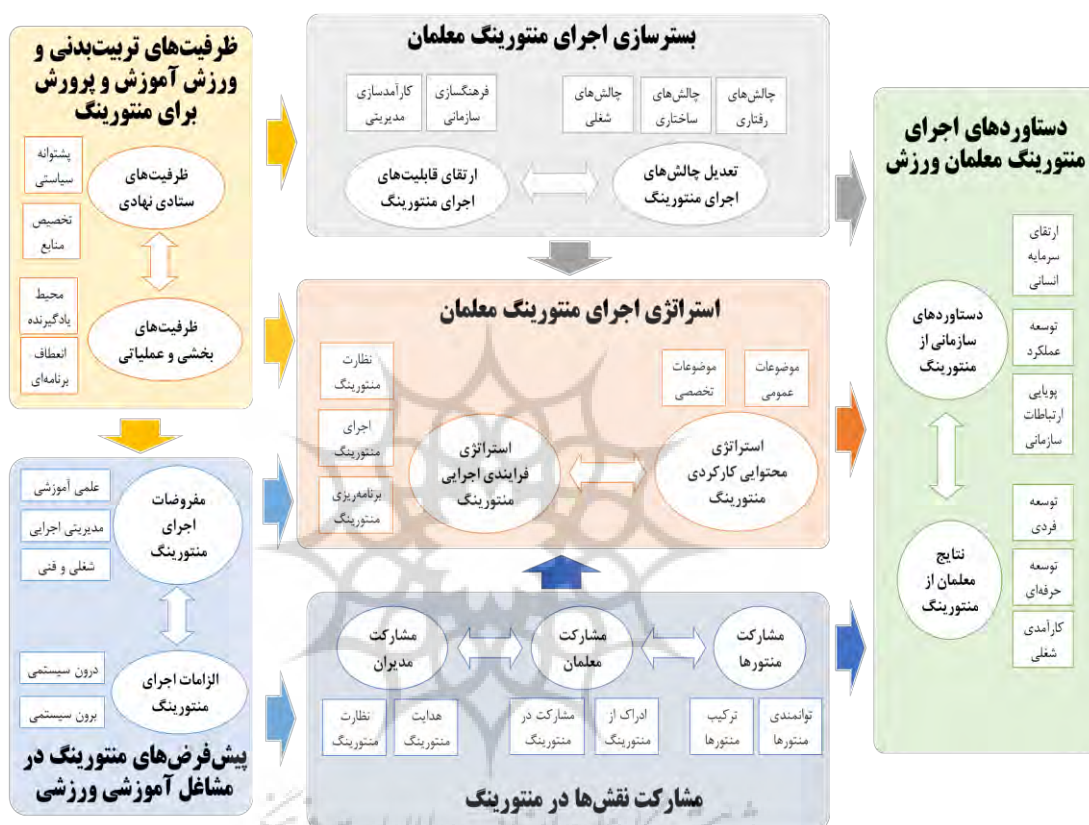 ظرفیت‌های تربیت‌بدنی و
ورزش آموزش و پرورش
برای منتورینگ
پشتوانه
سیاستی
ظرفیت‌های
ستادی نهادی
تخصیص
منابع
محیط
یادگیرنده
ظرفیت‌های
بخشی و عملیاتی
انعطاف
برنامه‌ای
بسترسازی اجرای منتورینگ معلمان
چالش‌های
رفتاری
چالش‌های
ساختاری
چالش‌های
شغلی
فرهنگسازی
سازمانی
کارآمدسازی
مدیریتی
تعدیل چالش‌های
اجرای منتورینگ
ارتقای قابلیت‌های
اجرای منتورینگ
دستاوردهای اجرای
منتورینگ معلمان ورزش
ارتقای
سرمایه
انسانی
دستاوردهای
سازمانی از
منتورینگ
توسعه
عملکرد
پویایی
ارتباطات
سازمانی
توسعه
فردی
نتایج
معلمان از
منتورینگ
توسعه
حرفه‌ای
کارآمدی
شغلی
استراتژی اجرای منتورینگ معلمان
موضوعات
عمومی
موضوعات
تخصصی
نظارت
منتورینگ
اجرای
منتورینگ
برنامه‌ریزی
منتورینگ
استراتژی
محتوایی کارکردی
منتورینگ
استراتژی
فرایندی اجرایی
منتورینگ
مفروضات
اجرای
منتورینگ
علمی آموزشی
مدیریتی اجرایی
شغلی و فنی
الزامات اجرای
منتورینگ
درون سیستمی
برون سیستمی
پیش‌فرض‌های منتورینگ در
مشاغل آموزشی ورزشی
مشارکت
منتورها
مشارکت
معلمان
مشارکت
مدیران
توانمندی
منتورها
ترکیب
منتورها
ادراک از
منتورینگ
مشارکت در
منتورینگ
هدایت
منتورینگ
نظارت
منتورینگ
مشارکت نقش‌ها در منتورینگ